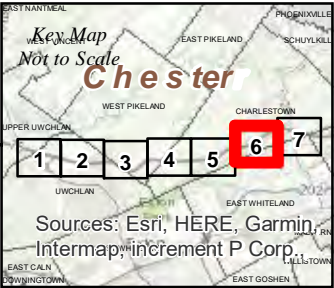 EAST NANTMEAL
PHOENIXVILLE
Key Map
WEST VINCENT
EAST PIKELAND
SCHUYLKILL
Not to Scale
Chester
WEST PIKELAND
CHARLESTOWN
UPPER UWCHLAN
1 2 3 4 5 6 7
UWCHLAN
202
EAST WHITELAND
Exton
Sources: Esri, HERE, Garmin,
Intermap, increment P Corp.,
EAST CALN
DOWNINGTOWN
EAST GOSHEN